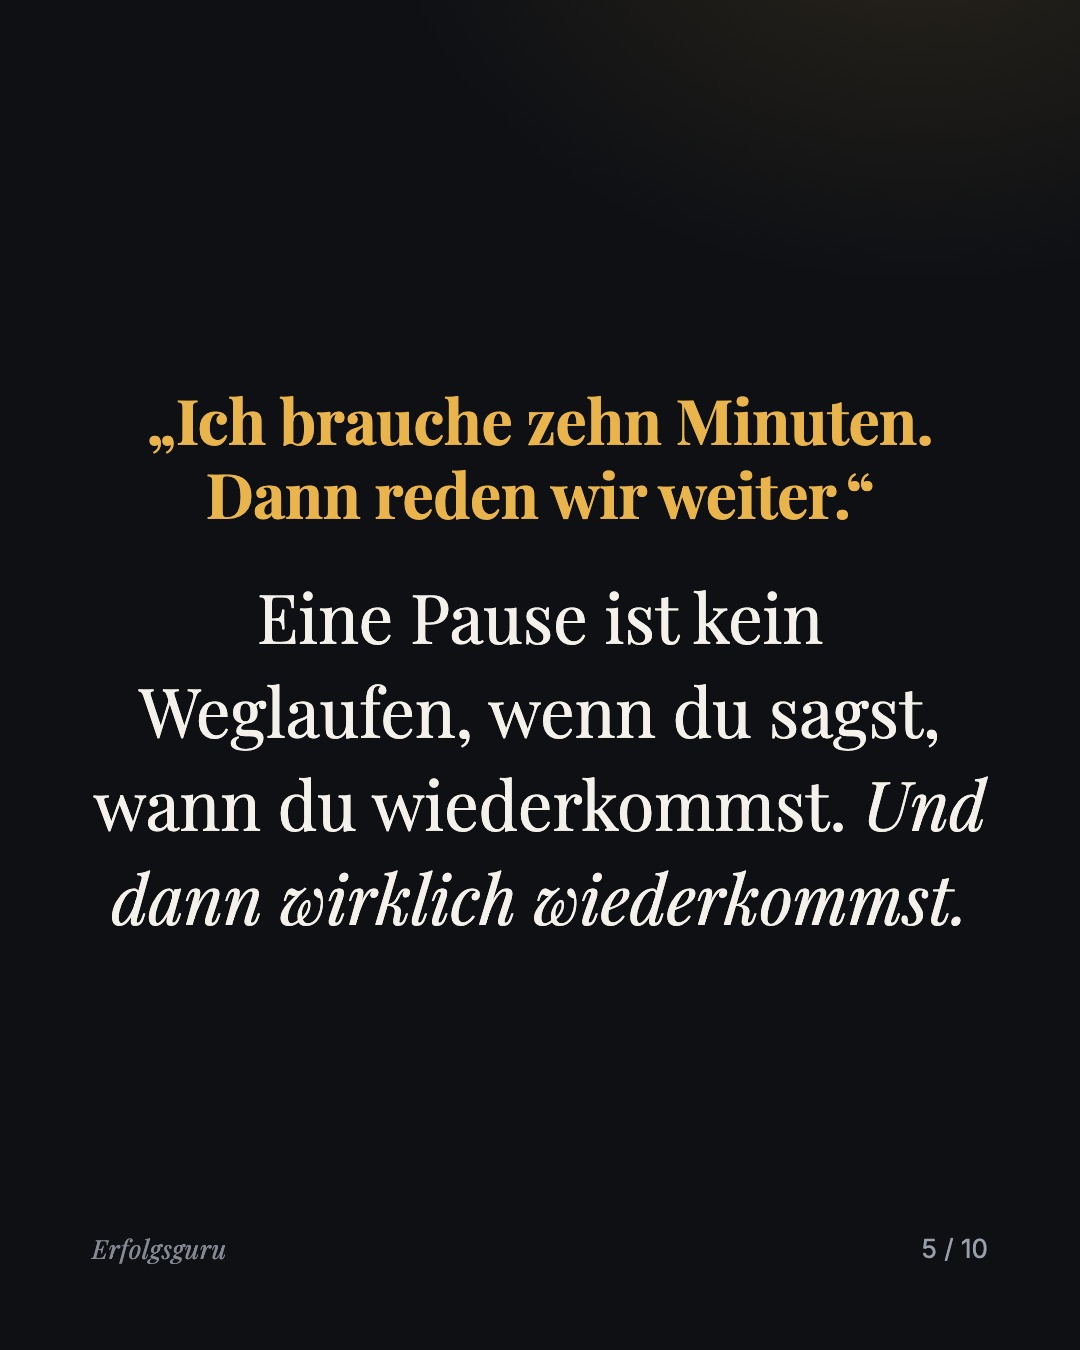 „Ich brauche zehn Minuten.
Dann reden wir weiter.“
Eine Pause ist kein
Weglaufen, wenn du sagst,
wann du wiederkommst. Und
dann wirklich wiederkommst.
Erfolgsguru
5 / 10